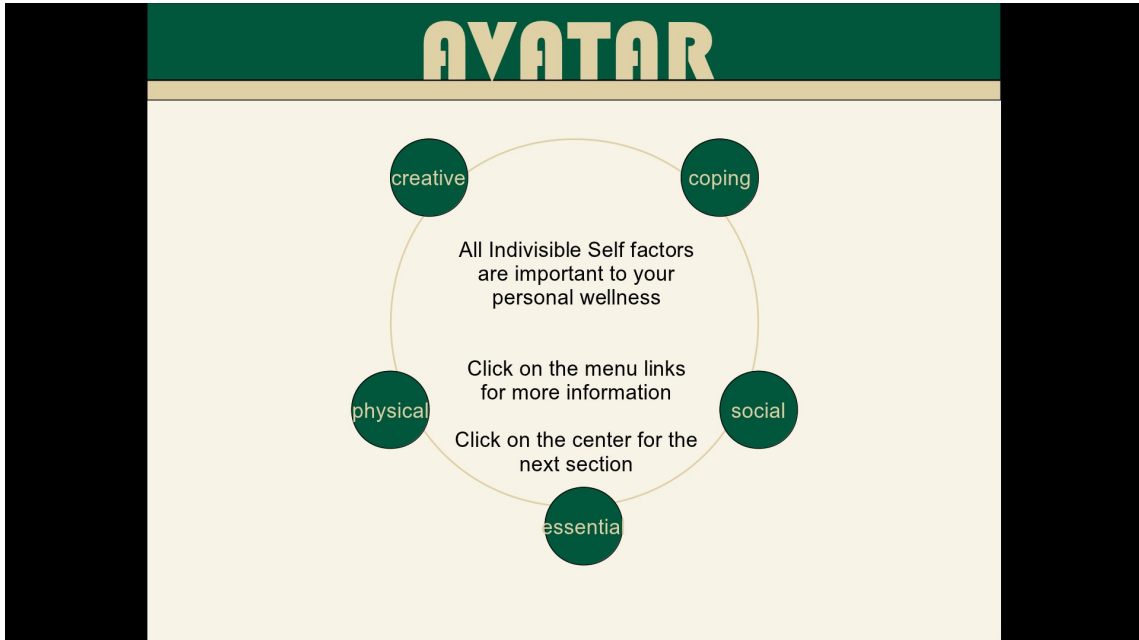 AVATAR
creative
coping
All Indivisible Self factors
are important to your
personal wellness
Click on the menu links
for more information
physical
social
Click on the center for the
next section
essential